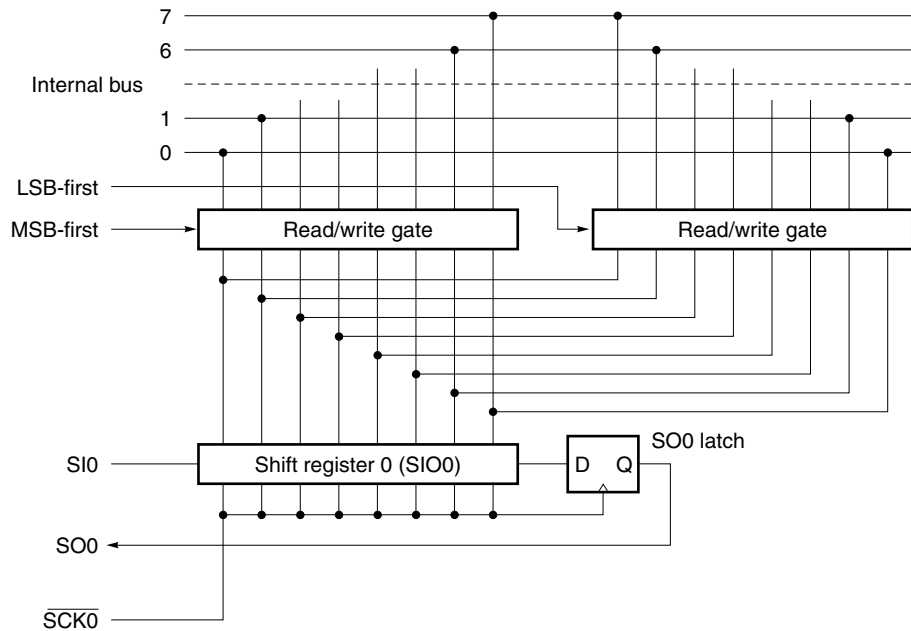 7
6
Internal bus
1
0
LSB-first
MSB-first
Read/write gate
Read/write gate
SO0 latch
SI0
Shift register 0 (SIO0)
D Q
SO0
SCK0